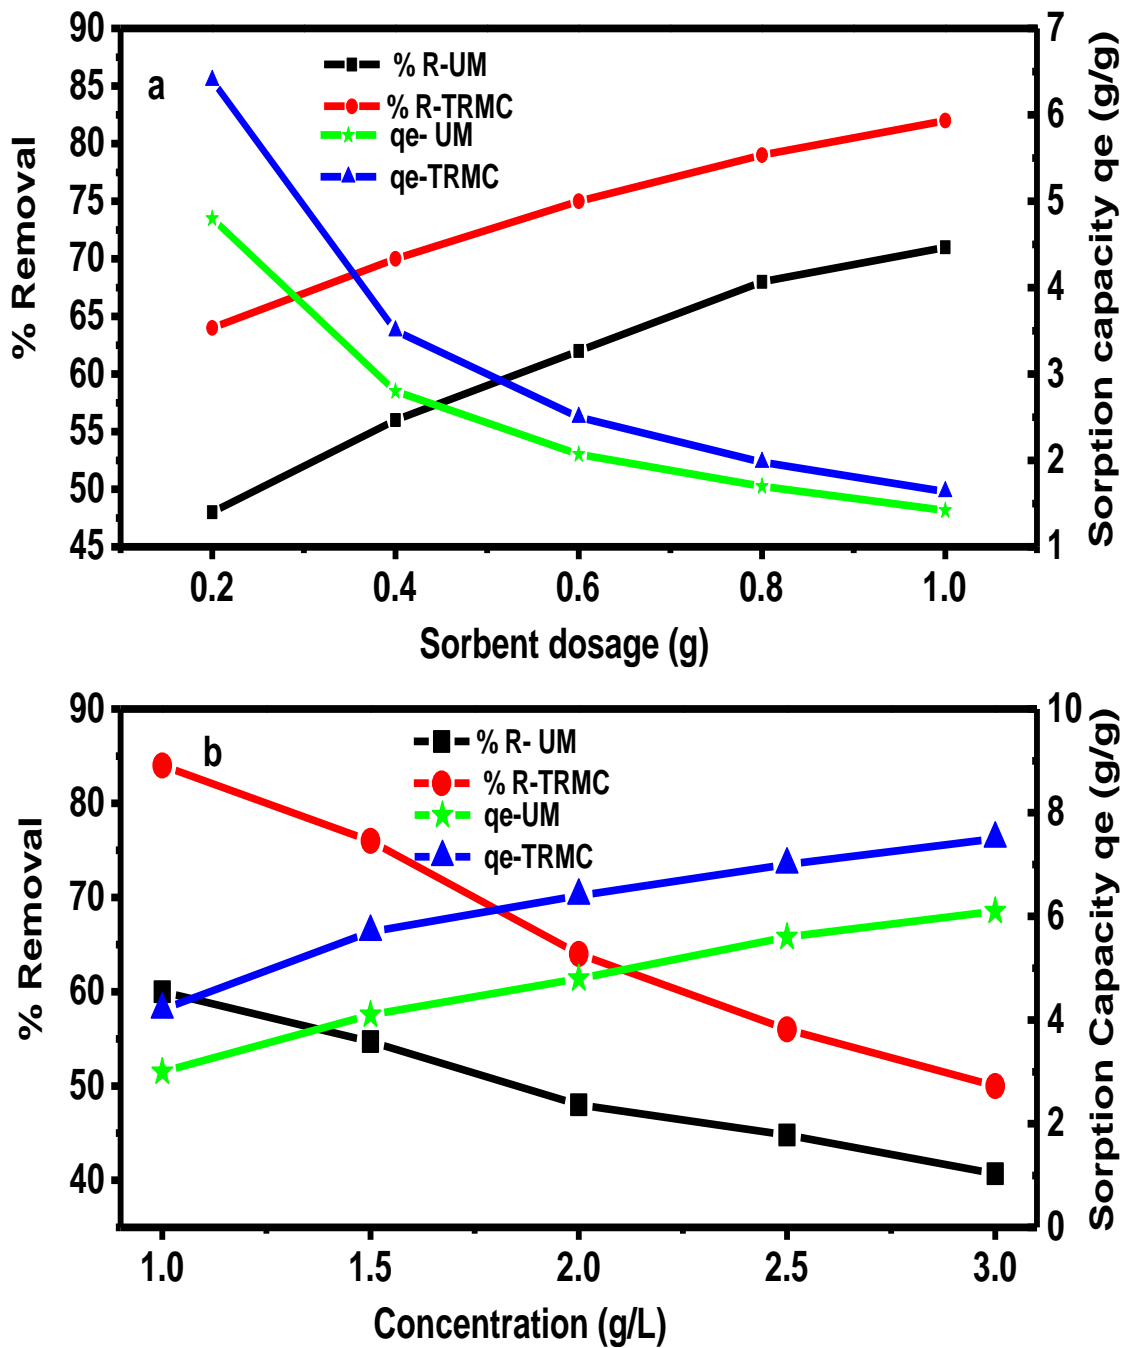 a
% R-UM
% R-TRMC
qe- UM
qe-TRMC
% Removal
90
85
80
75
70
65
60
55
50
45
Sorption capacity qe (g/g)
7
6
5
4
3
2
1
0.2 0.4 0.6 0.8 1.0
Sorbent dosage (g)
b
% R- UM
% R-TRMC
qe-UM
qe-TRMC
% Removal
90
80
70
60
50
40
Sorption Capacity qe (g/g)
10
8
6
4
2
0
1.0 1.5 2.0 2.5 3.0
Concentration (g/L)